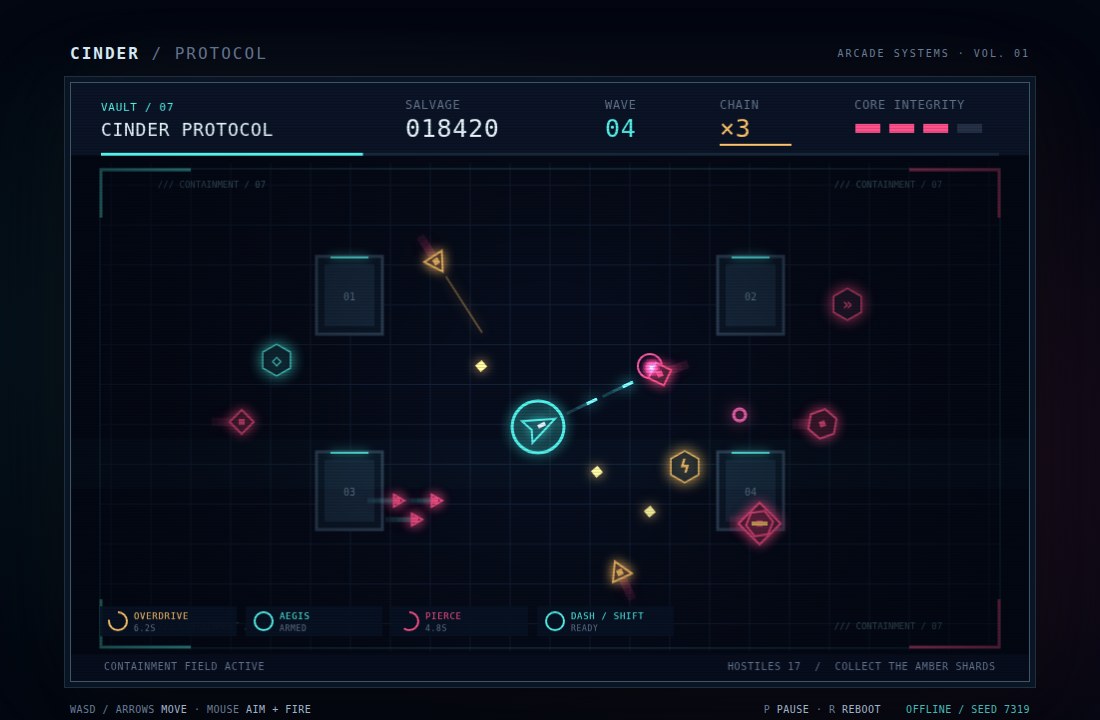 CINDER / PROTOCOL
ARCADE SYSTEMS · VOL. 01
VAULT / 07
CINDER PROTOCOL
SALVAGE
018420
WAVE
04
CHAIN
×3
CORE INTEGRITY
/// CONTAINMENT / 07
/// CONTAINMENT / 07
01
02
03
04
OVERDRIVE
6.2S
AEGIS
ARMED
PIERCE
4.8S
DASH / SHIFT
READY
/// CONTAINMENT / 07
CONTAINMENT FIELD ACTIVE
HOSTILES 17 / COLLECT THE AMBER SHARDS
WASD / ARROWS MOVE · MOUSE AIM + FIRE
P PAUSE · R REBOOT
OFFLINE / SEED 7319